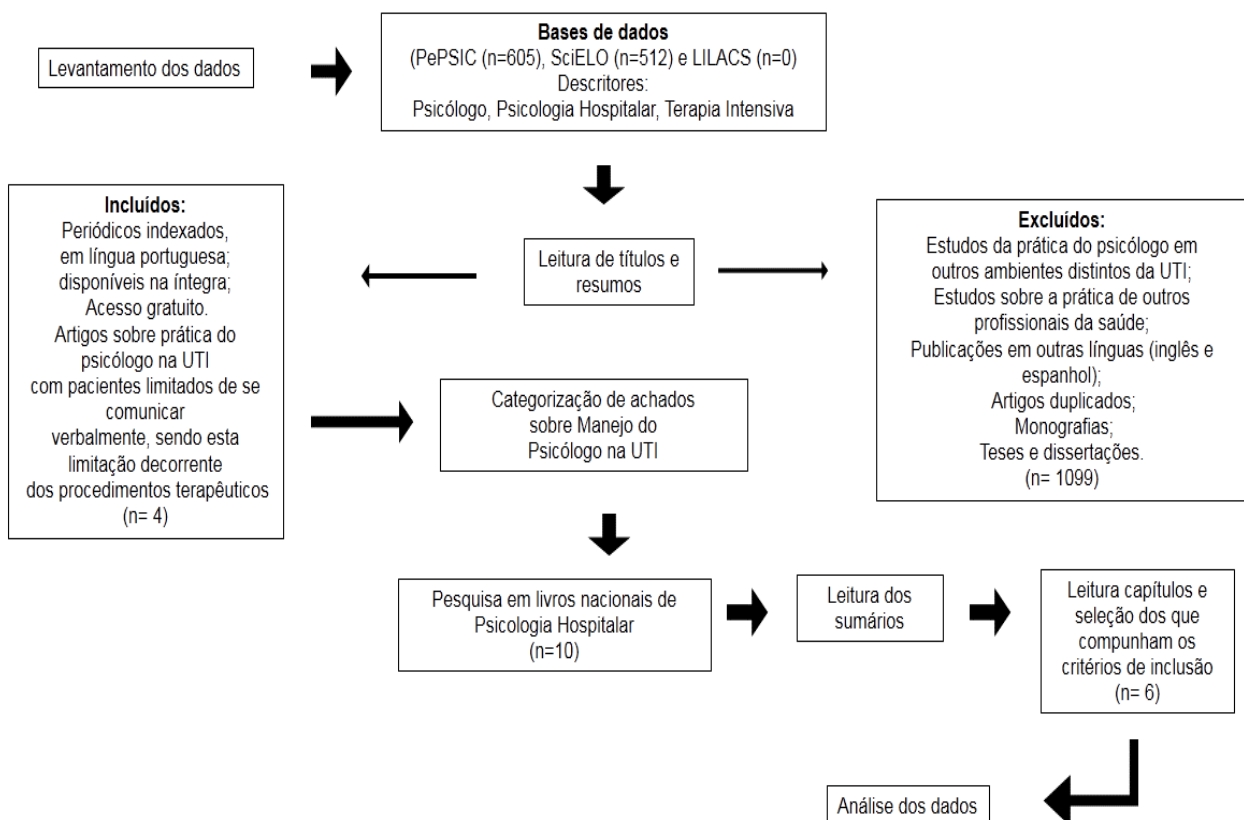 Levantamento dos dados
Bases de dados
(PePSIC (n=605), SciELO (n=512) e LILACS (n=0)
Descritores:
Psicólogo, Psicologia Hospitalar, Terapia Intensiva
Incluídos:
Periódicos indexados,
em língua portuguesa;
disponíveis na íntegra;
Acesso gratuito.
Artigos sobre prática do
psicólogo na UTI
com pacientes limitados de se
comunicar
verbalmente, sendo esta
limitação decorrente
dos procedimentos terapêuticos
(n= 4)
Leitura de títulos e
resumos
Excluídos:
Estudos da prática do psicólogo em
outros ambientes distintos da UTI;
Estudos sobre a prática de outros
profissionais da saúde;
Publicações em outras línguas (inglês e
espanhol);
Artigos duplicados;
Monografias;
Teses e dissertações.
(n= 1099)
Categorização de achados
sobre Manejo do
Psicólogo na UTI
Pesquisa em livros nacionais de
Psicologia Hospitalar
(n=10)
Leitura dos
sumários
Leitura capítulos e
seleção dos que
compunham os
critérios de inclusão
(n= 6)
Análise dos dados